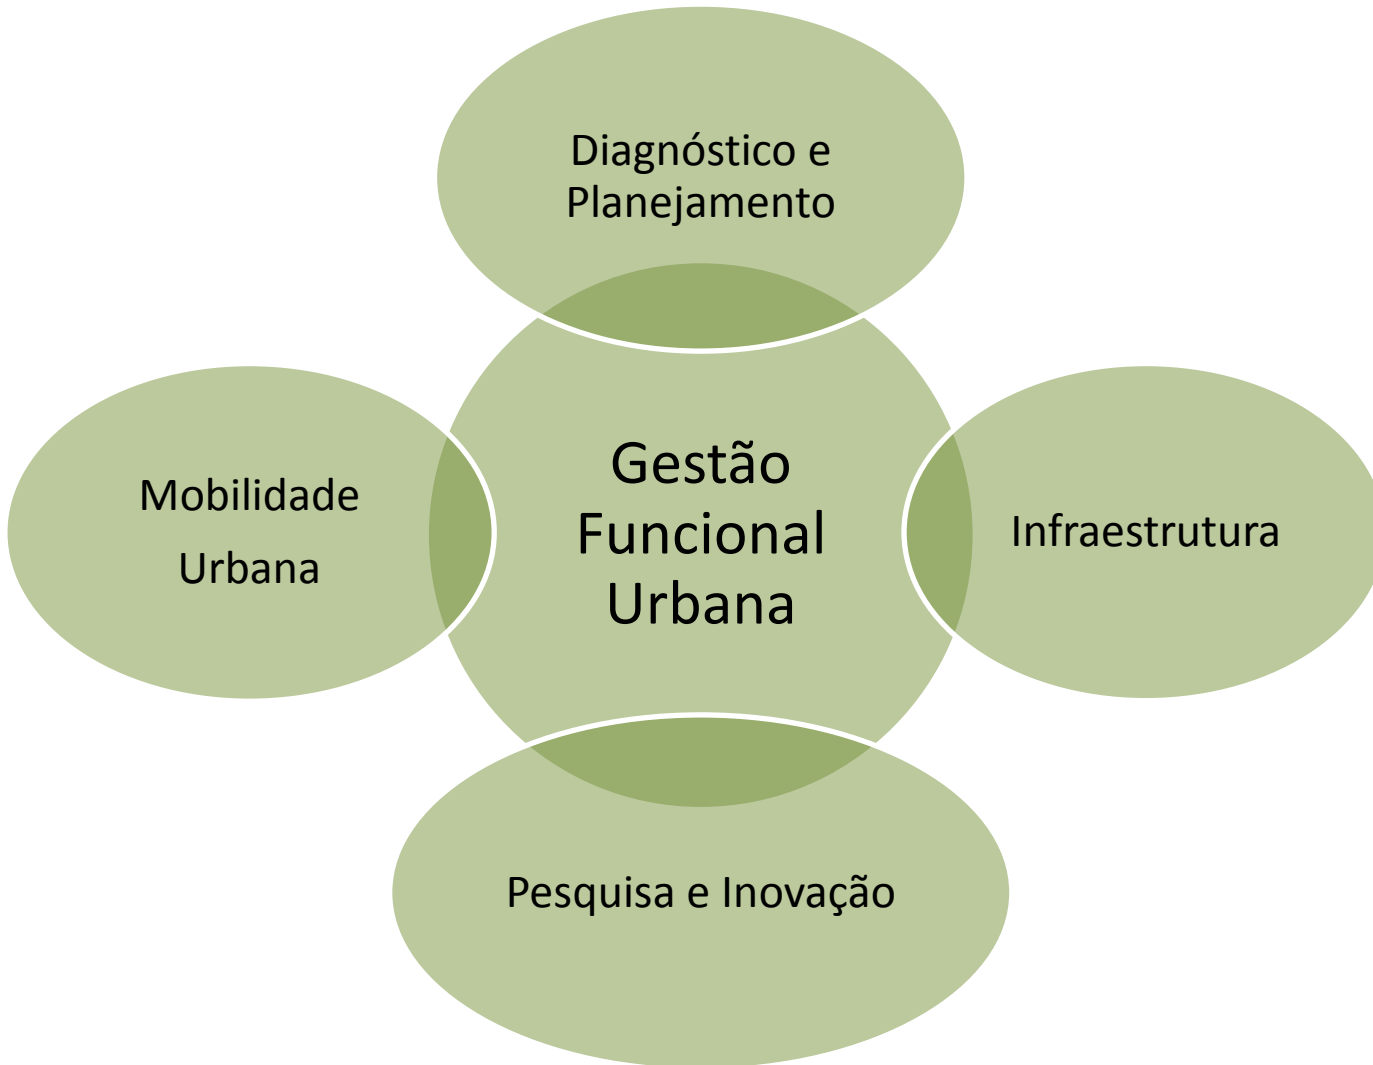 Diagnóstico e
Planejamento
Mobilidade
Urbana
Gestão
Funcional
Urbana
Infraestrutura
Pesquisa e Inovação